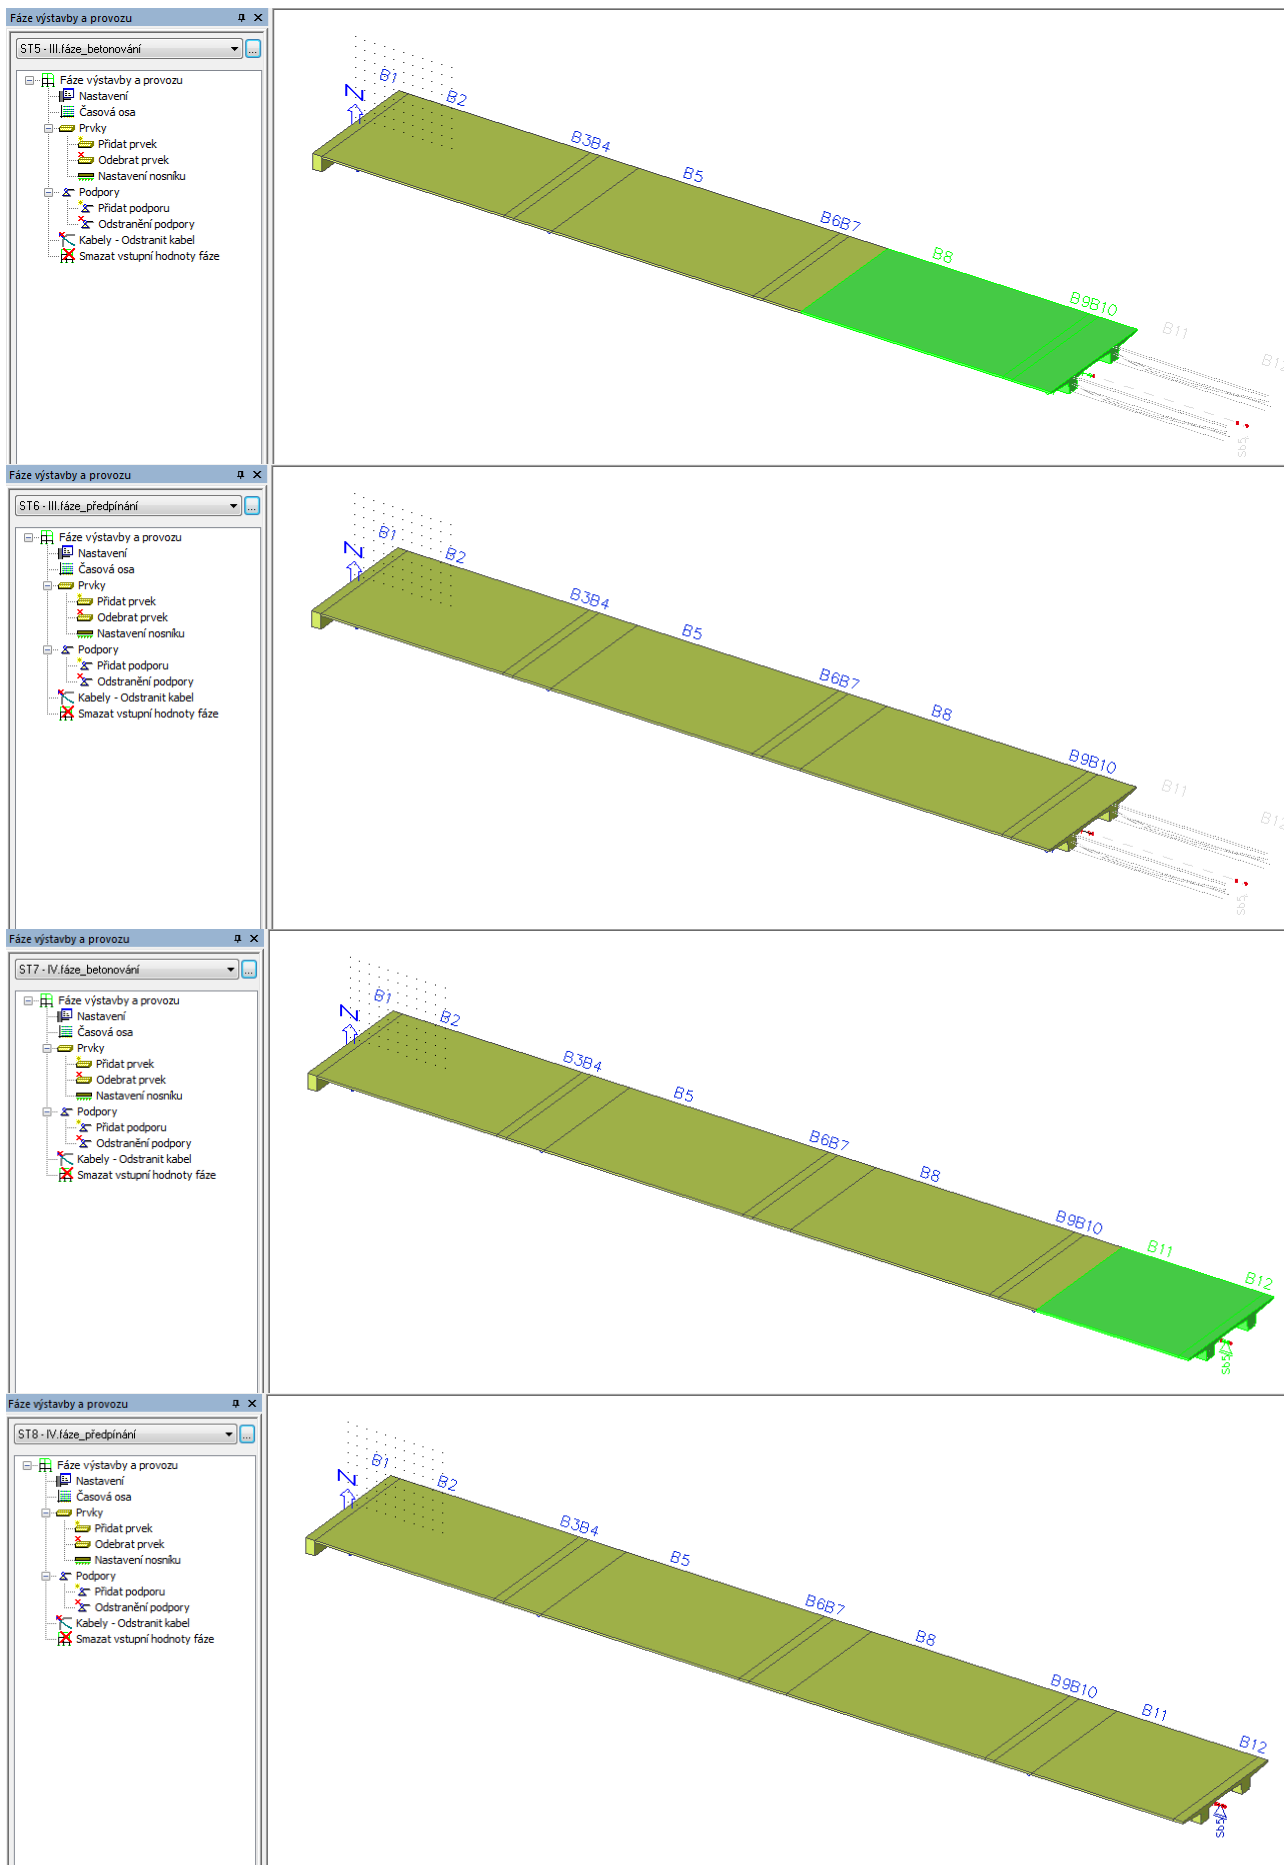 Fáze výstavby a provozu
ST5 - III.fáze_betonování
...
Fáze výstavby a provozu
Nastavení
Časová osa
Prvky
Přidat prvek
Odebrat prvek
Nastavení nosníku
Podpory
Přidat podporu
Odstranění podpory
Kabely - Odstranit kabel
Smazat vstupní hodnoty fáze
Z
B1
B2
B3B4
B5
B6B7
B8
B9B10
B11
B12
Sb5
Fáze výstavby a provozu
ST6 - III.fáze_předpínání
...
Fáze výstavby a provozu
Nastavení
Časová osa
Prvky
Přidat prvek
Odebrat prvek
Nastavení nosníku
Podpory
Přidat podporu
Odstranění podpory
Kabely - Odstranit kabel
Smazat vstupní hodnoty fáze
Z
B1
B2
B3B4
B5
B6B7
B8
B9B10
B11
B12
Sb5
Fáze výstavby a provozu
ST7 - IV.fáze_betonování
...
Fáze výstavby a provozu
Nastavení
Časová osa
Prvky
Přidat prvek
Odebrat prvek
Nastavení nosníku
Podpory
Přidat podporu
Odstranění podpory
Kabely - Odstranit kabel
Smazat vstupní hodnoty fáze
Z
B1
B2
B3B4
B5
B6B7
B8
B9B10
B11
B12
Sb5
Fáze výstavby a provozu
ST8 - IV.fáze_předpínání
...
Fáze výstavby a provozu
Nastavení
Časová osa
Prvky
Přidat prvek
Odebrat prvek
Nastavení nosníku
Podpory
Přidat podporu
Odstranění podpory
Kabely - Odstranit kabel
Smazat vstupní hodnoty fáze
Z
B1
B2
B3B4
B5
B6B7
B8
B9B10
B11
B12
Sb5